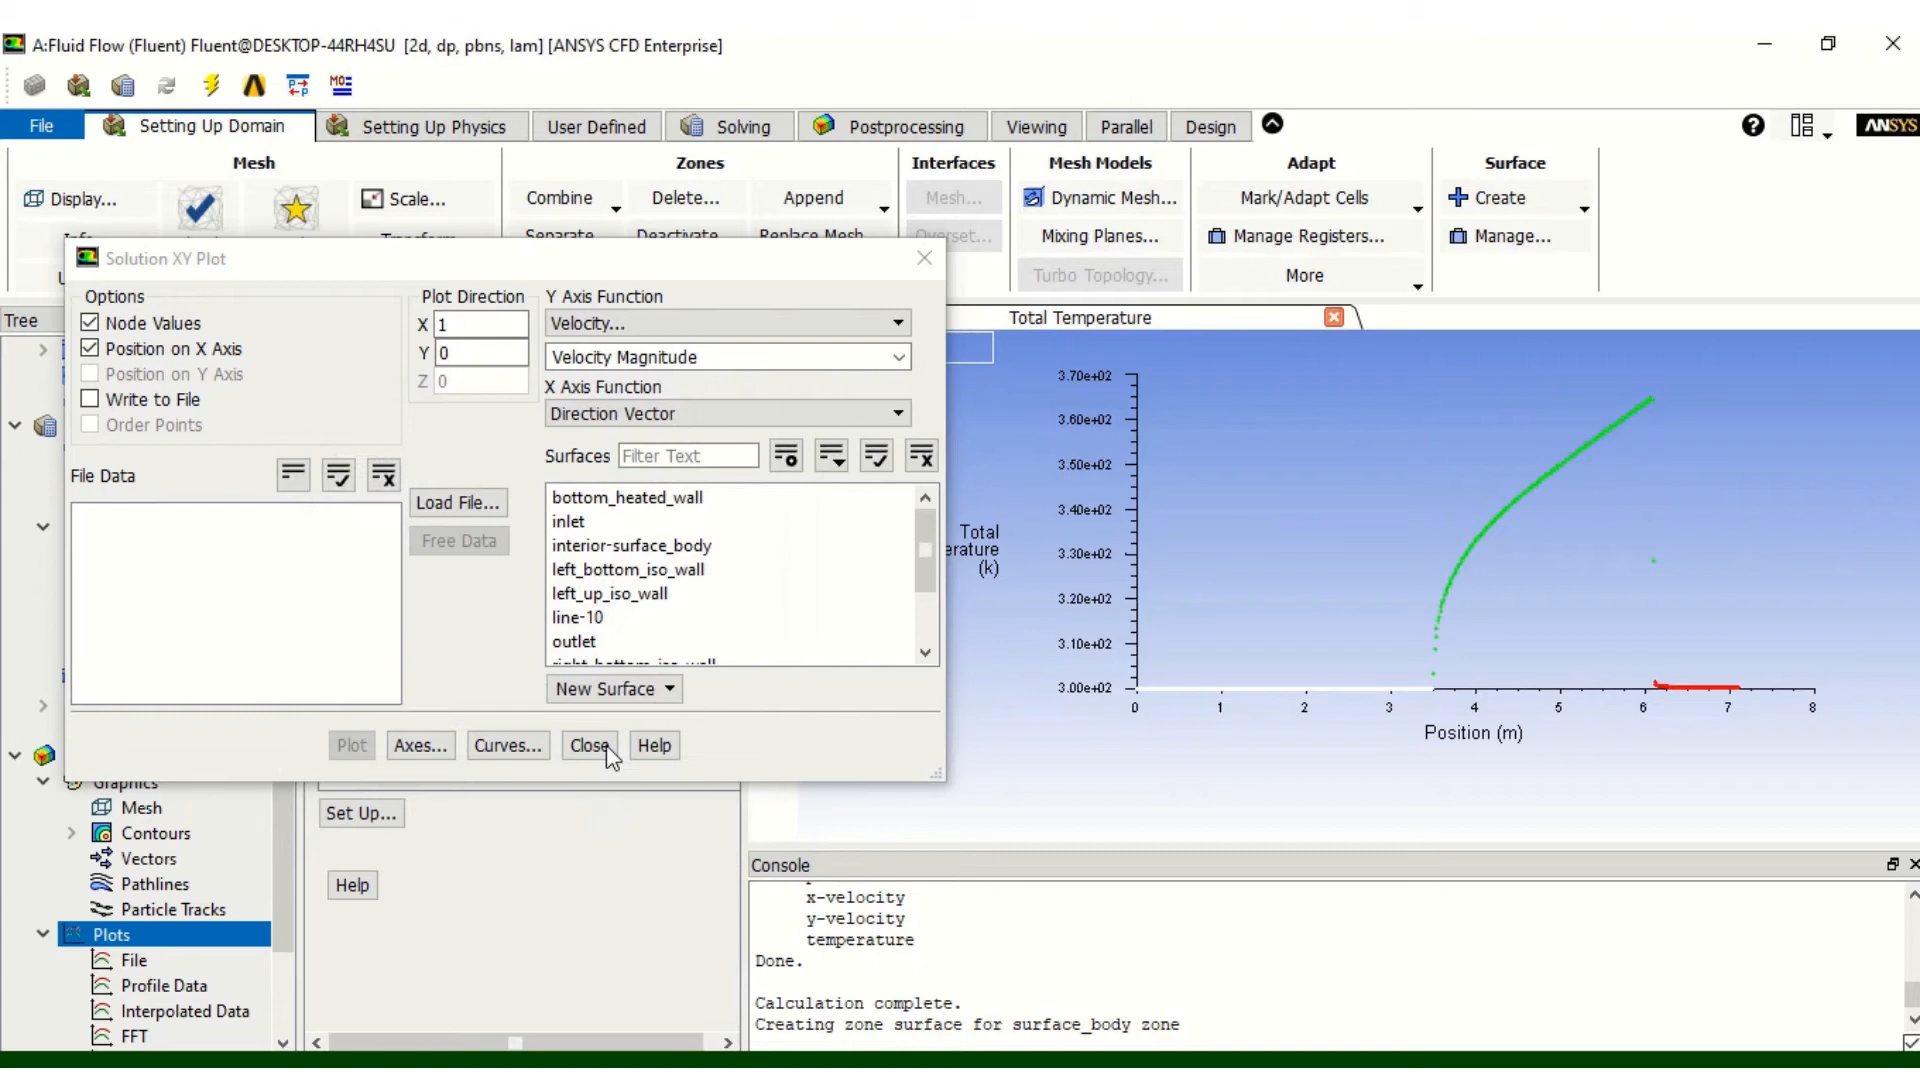 A:Fluid Flow (Fluent) Fluent@DESKTOP-44RH4SU [2d, dp, pbns, lam] [ANSYS CFD Enterprise]
File
Setting Up Domain
Setting Up Physics
User Defined
Solving
Postprocessing
Viewing
Parallel
Design
ANSYS
Mesh
Zones
Interfaces
Mesh Models
Adapt
Surface
Display...
Scale...
Combine
Delete...
Append
Mesh...
Dynamic Mesh...
Mark/Adapt Cells
Create
Separate
Deactivate
Replace Mesh
Overset...
Mixing Planes...
Manage Registers...
Manage...
Turbo Topology...
More
Tree
Solution XY Plot
Options
Node Values
Position on X Axis
Position on Y Axis
Write to File
Order Points
Plot Direction
X 1
Y 0
Z 0
Y Axis Function
Velocity...
Velocity Magnitude
X Axis Function
Direction Vector
Surfaces
Filter Text
File Data
Load File...
Free Data
bottom_heated_wall
inlet
interior-surface_body
left_bottom_iso_wall
left_up_iso_wall
line-10
outlet
right_bottom_iso_wall
New Surface
Plot
Axes...
Curves...
Close
Help
Total Temperature
3.70e+02
3.60e+02
3.50e+02
3.40e+02
3.30e+02
3.20e+02
3.10e+02
3.00e+02
Total
erature
(k)
0 1 2 3 4 5 6 7 8
Position (m)
Graphics
Mesh
Contours
Vectors
Pathlines
Particle Tracks
Plots
File
Profile Data
Interpolated Data
FFT
Set Up...
Help
Console
x-velocity
y-velocity
temperature
Done.
Calculation complete.
Creating zone surface for surface_body zone